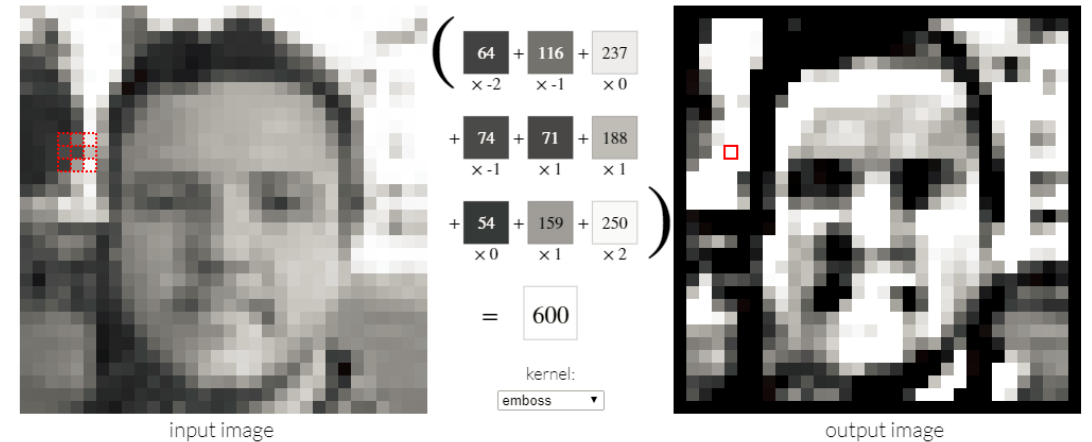 ( 64 + 116 + 237
× -2 × -1 × 0
+ 74 + 71 + 188
× -1 × 1 × 1
+ 54 + 159 + 250 )
× 0 × 1 × 2
= 600
kernel:
emboss ▼
input image
output image